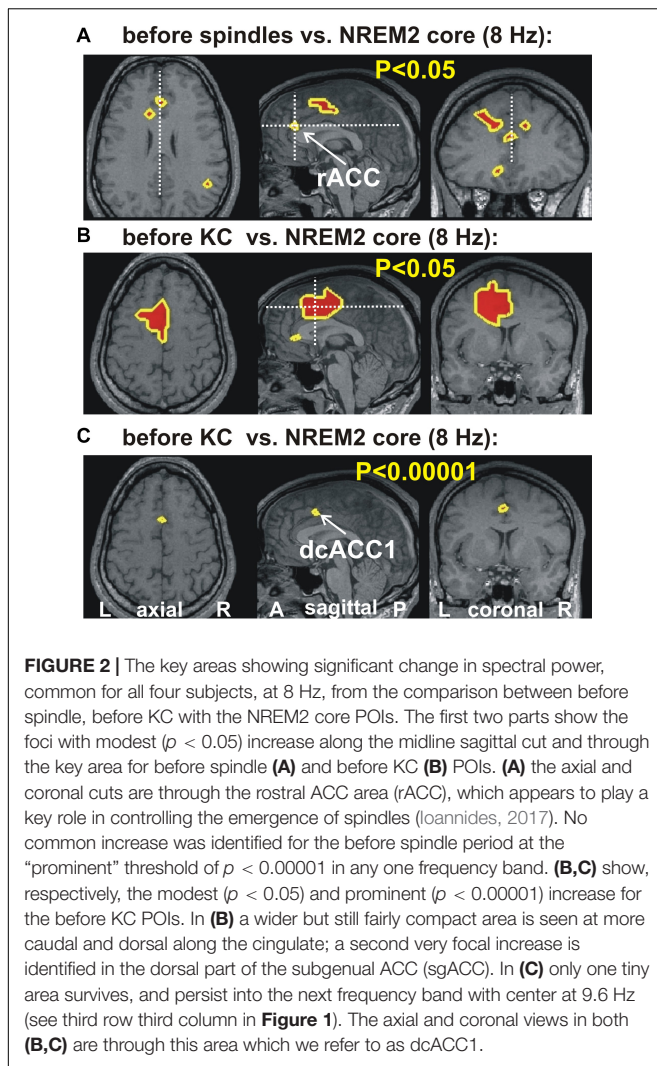 A before spindles vs. NREM2 core (8 Hz):
P<0.05
rACC
B before KC vs. NREM2 core (8 Hz):
P<0.05
C before KC vs. NREM2 core (8 Hz):
P<0.00001
dcACC1
L axial R A sagittal P L coronal R
FIGURE 2 | The key areas showing significant change in spectral power,
common for all four subjects, at 8 Hz, from the comparison between before
spindle, before KC with the NREM2 core POIs. The first two parts show the
foci with modest (p < 0.05) increase along the midline sagittal cut and through
the key area for before spindle (A) and before KC (B) POIs. (A) the axial and
coronal cuts are through the rostral ACC area (rACC), which appears to play a
key role in controlling the emergence of spindles (Ioannides, 2017). No
common increase was identified for the before spindle period at the
“prominent” threshold of p < 0.00001 in any one frequency band. (B,C) show,
respectively, the modest (p < 0.05) and prominent (p < 0.00001) increase for
the before KC POIs. In (B) a wider but still fairly compact area is seen at more
caudal and dorsal along the cingulate; a second very focal increase is
identified in the dorsal part of the subgenual ACC (sgACC). In (C) only one tiny
area survives, and persist into the next frequency band with center at 9.6 Hz
(see third row third column in Figure 1). The axial and coronal views in both
(B,C) are through this area which we refer to as dcACC1.